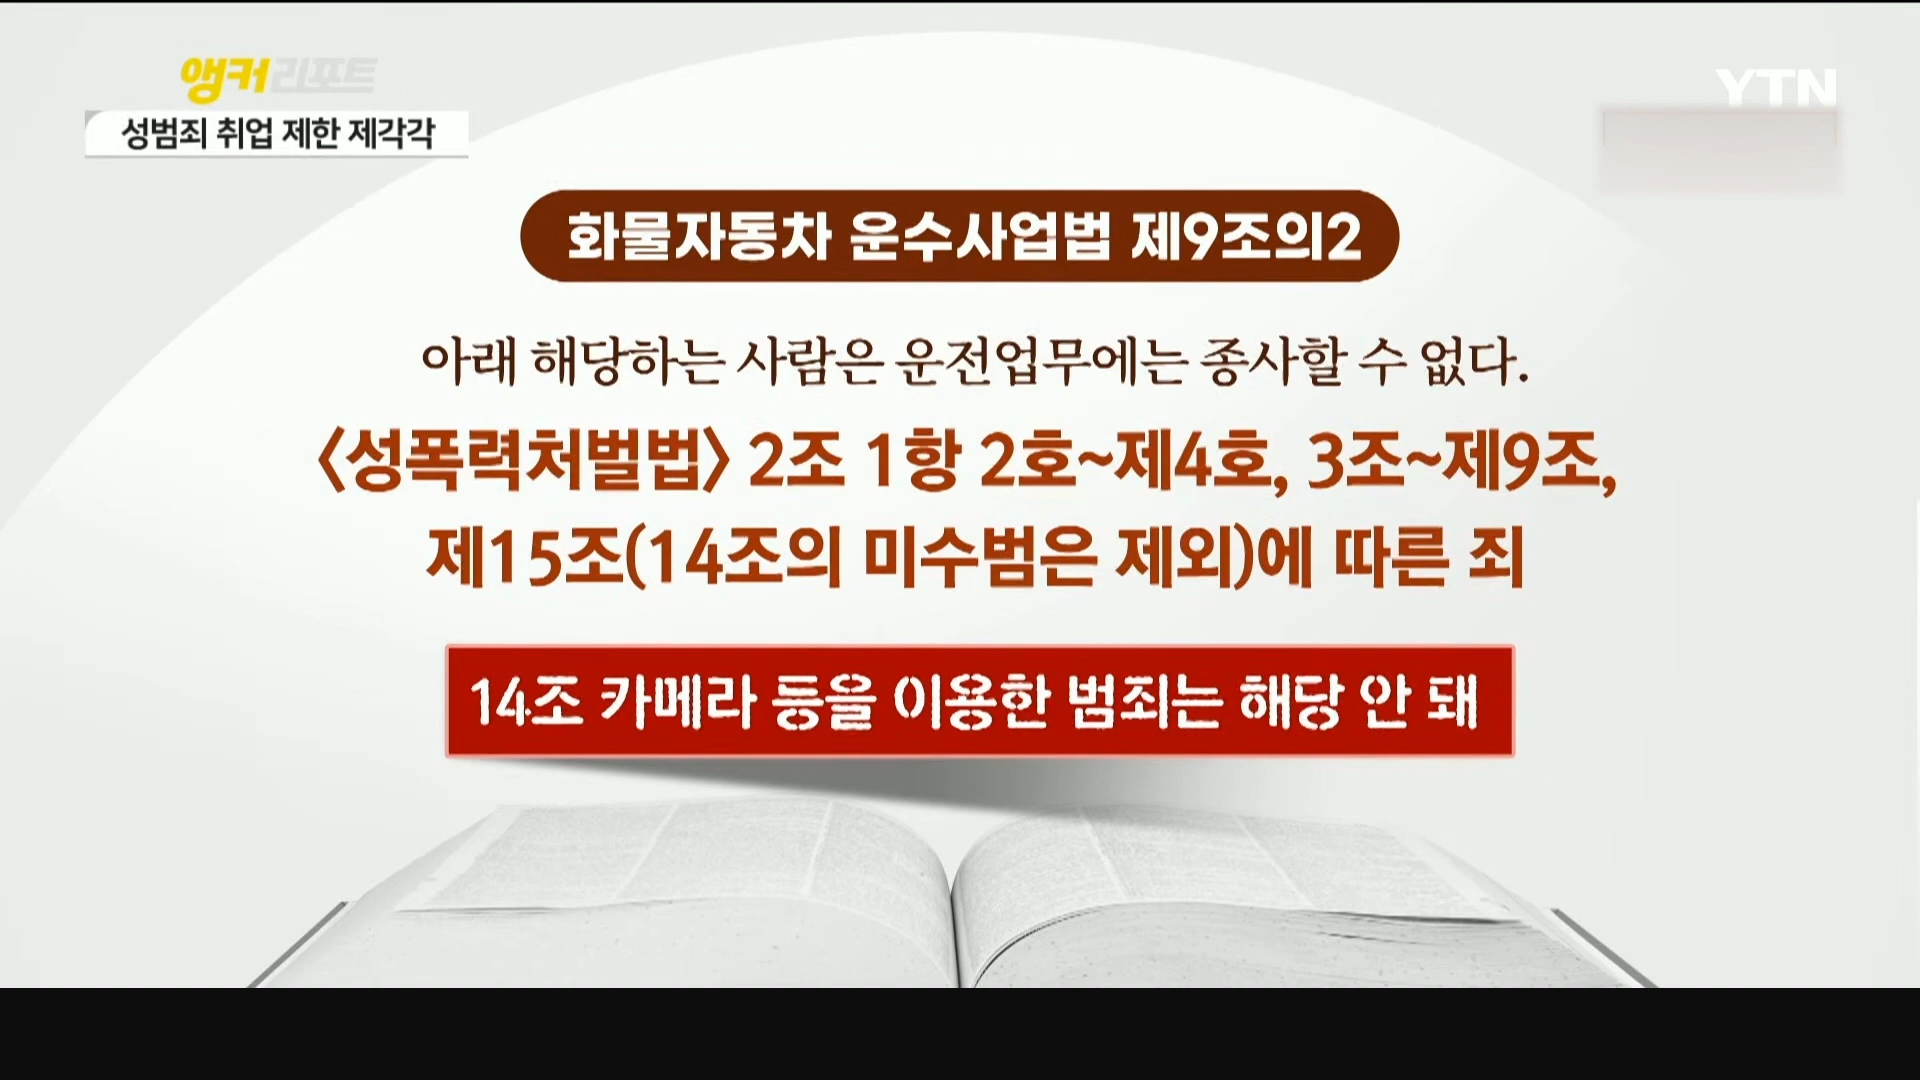 앵커리포트
YTN
성범죄 취업 제한 제각각
화물자동차 운수사업법 제9조의2
아래 해당하는 사람은 운전업무에는 종사할 수 없다.
<성폭력처벌법> 2조 1항 2호~제4호, 3조~제9조,
제15조(14조의 미수범은 제외)에 따른 죄
14조 카메라 등을 이용한 범죄는 해당 안 돼